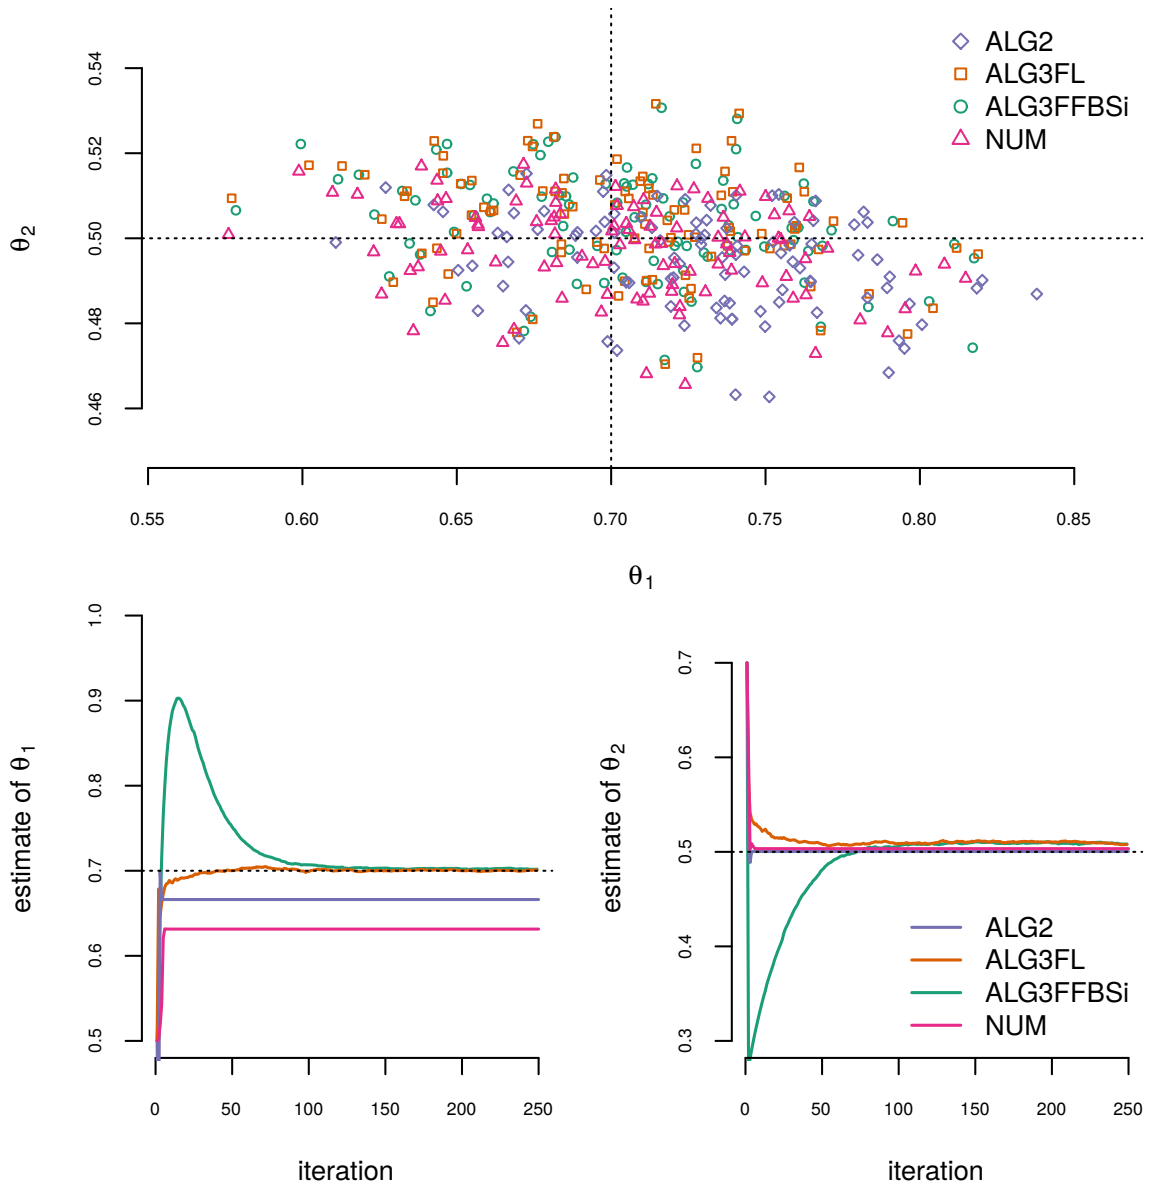 ALG2
ALG3FL
ALG3FFBSi
NUM
0.54
0.52
0.50
0.48
0.46
θ2
0.55 0.60 0.65 0.70 0.75 0.80 0.85
θ1
1.0
0.9
0.8
0.7
0.6
0.5
estimate of θ1
0 50 100 150 200 250
iteration
0.7
0.6
0.5
0.4
0.3
estimate of θ2
ALG2
ALG3FL
ALG3FFBSi
NUM
0 50 100 150 200 250
iteration